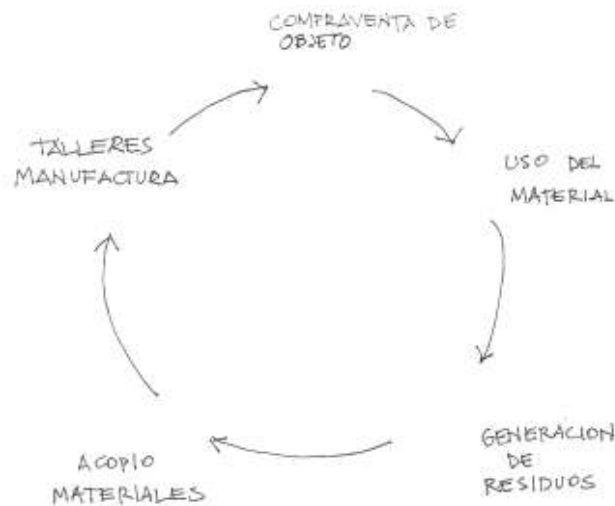 COMPRAVENTA DE
OBJETO
USO DEL
MATERIAL
GENERACION
DE
RESIDUOS
ACOPIO
MATERIALES
TALLERES
MANUFACTURA